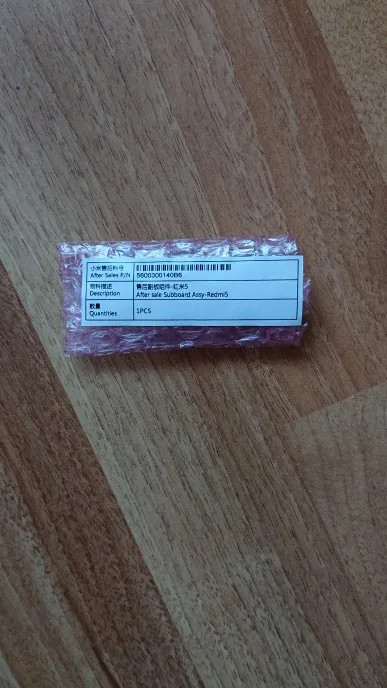 小米售后料号
After Sales P/N
5600300140B6
物料描述
Description
售后副板组件-红米5
After sale Subboard Assy-Redmi5
数量
Quantities
1PCS